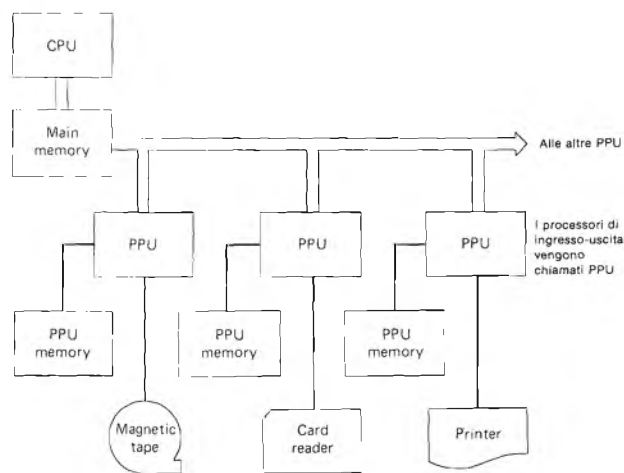 CPU
Main
memory
Alle altre PPU
PPU
PPU
PPU
I processori di
ingresso-uscita
vengono
chiamati PPU
PPU
memory
PPU
memory
PPU
memory
Magnetic
tape
Card
reader
Printer